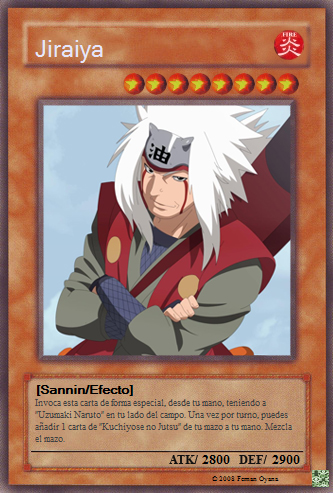 Jiraiya
FIRE
炎
油
[Sannin/Efecto]
Invoca esta carta de forma especial, desde tu mano, teniendo a
"Uzumaki Naruto" en tu lado del campo. Una vez por turno, puedes
añadir 1 carta de "Kuchiyose no Jutsu" de tu mazo a tu mano. Mezcla
el mazo.
ATK/ 2800 DEF/ 2900
©2008 Fernan Oyana